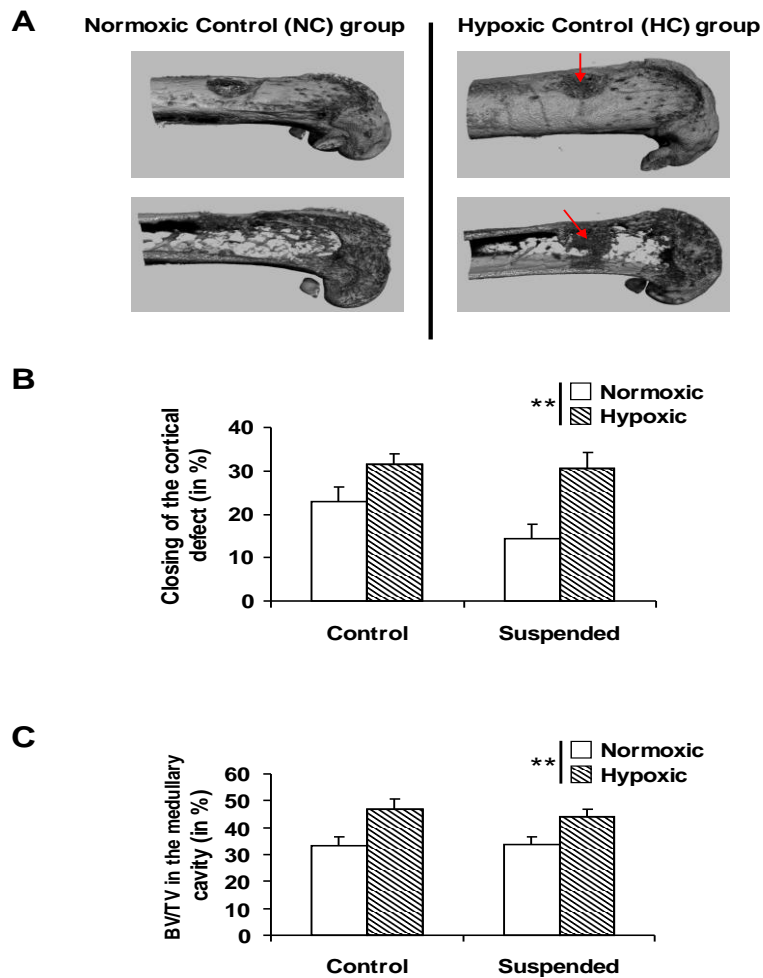 A
Normoxic Control (NC) group
Hypoxic Control (HC) group
B
**
Normoxic
Hypoxic
Closing of the cortical
defect (in %)
40
30
20
10
0
Control
Suspended
C
**
Normoxic
Hypoxic
BV/TV in the medullary
cavity (in %)
60
50
40
30
20
10
0
Control
Suspended